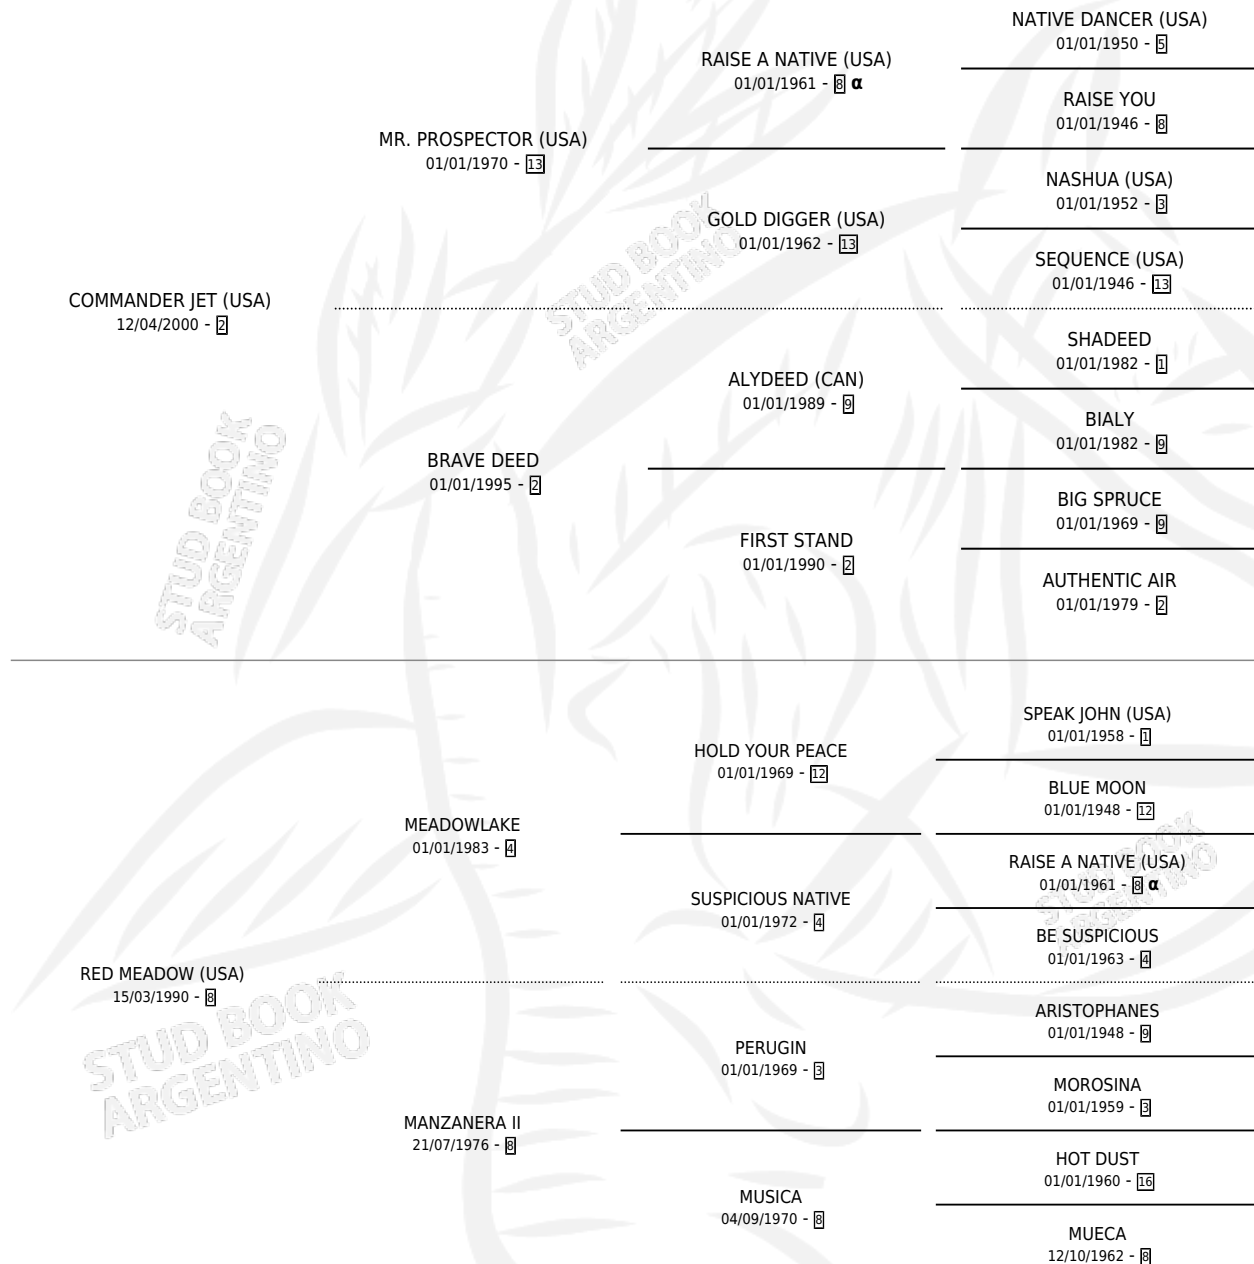 NATIVE DANCER (USA)
01/01/1950 - 5
RAISE A NATIVE (USA)
01/01/1961 - 8 α
RAISE YOU
01/01/1946 - 8
MR. PROSPECTOR (USA)
01/01/1970 - 13
NASHUA (USA)
01/01/1952 - 3
GOLD DIGGER (USA)
01/01/1962 - 13
SEQUENCE (USA)
01/01/1946 - 13
COMMANDER JET (USA)
12/04/2000 - 2
SHADEED
01/01/1982 - 1
ALYDEED (CAN)
01/01/1989 - 9
BIALY
01/01/1982 - 9
BRAVE DEED
01/01/1995 - 2
BIG SPRUCE
01/01/1969 - 9
FIRST STAND
01/01/1990 - 2
AUTHENTIC AIR
01/01/1979 - 2
SPEAK JOHN (USA)
01/01/1958 - 1
HOLD YOUR PEACE
01/01/1969 - 12
BLUE MOON
01/01/1948 - 12
MEADOWLAKE
01/01/1983 - 4
RAISE A NATIVE (USA)
01/01/1961 - 8 α
SUSPICIOUS NATIVE
01/01/1972 - 4
BE SUSPICIOUS
01/01/1963 - 4
RED MEADOW (USA)
15/03/1990 - 8
ARISTOPHANES
01/01/1948 - 9
PERUGIN
01/01/1969 - 3
MOROSINA
01/01/1959 - 3
MANZANERA II
21/07/1976 - 8
HOT DUST
01/01/1960 - 16
MUSICA
04/09/1970 - 8
MUECA
12/10/1962 - 8
STUD BOOK
ARGENTINO
STUD BOOK
ARGENTINO
STUD BOOK
ARGENTINO
STUD BOOK
ARGENTINO